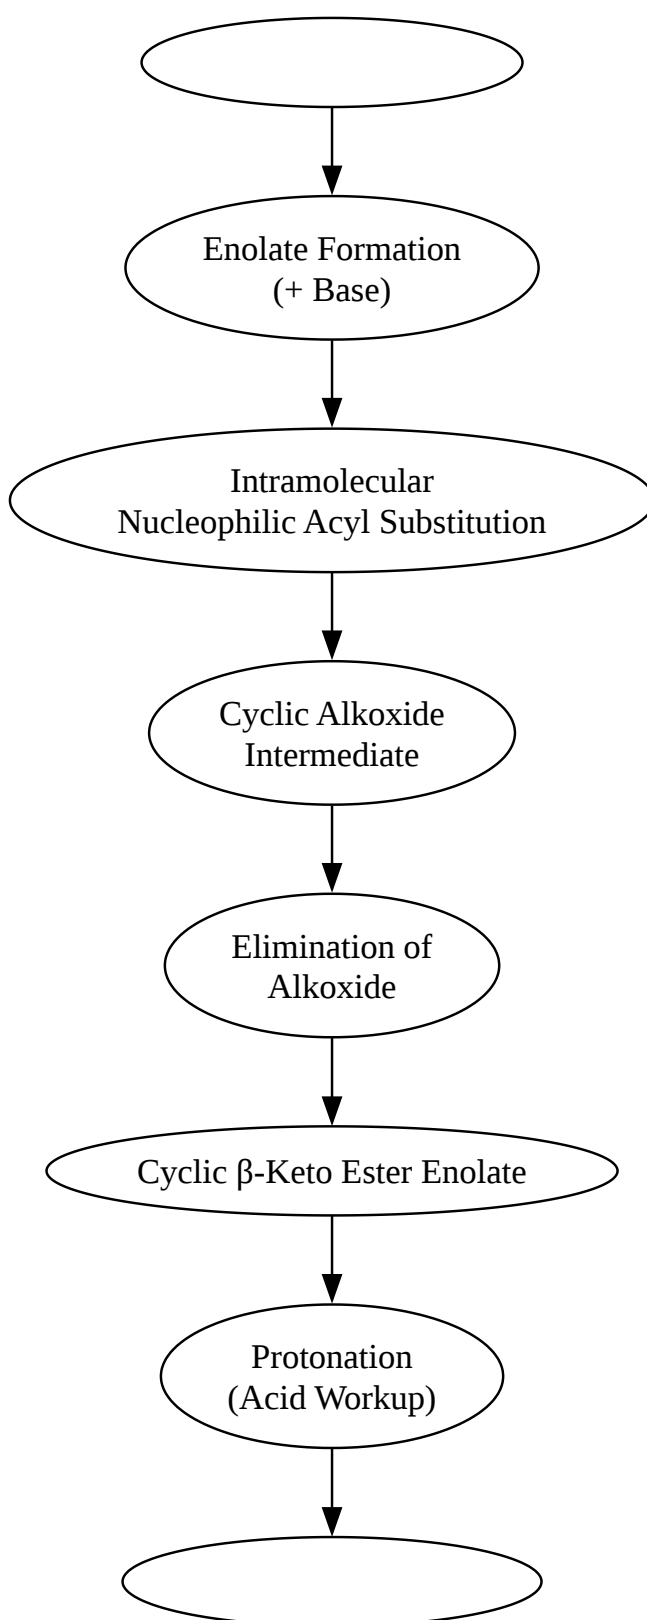 Enolate Formation
(+ Base)
Intramolecular
Nucleophilic Acyl Substitution
Cyclic Alkoxide
Intermediate
Elimination of
Alkoxide
Cyclic β-Keto Ester Enolate
Protonation
(Acid Workup)